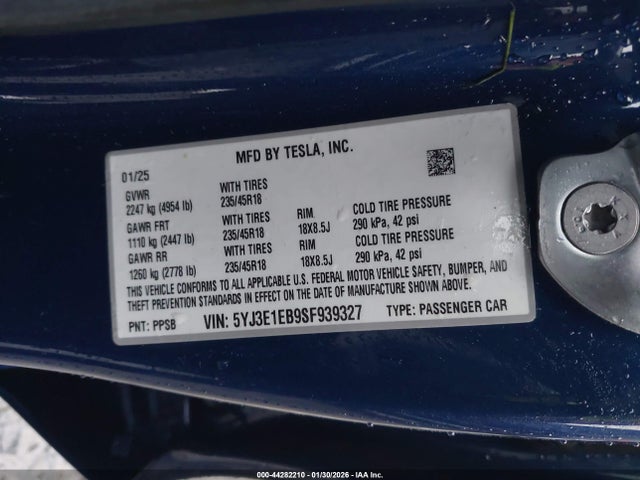 MFD BY TESLA, INC.
01/25
GVWR WITH TIRES
2247 kg (4954 lb) 235/45R18
GAWR FRT WITH TIRES RIM COLD TIRE PRESSURE
1110 kg (2447 lb) 235/45R18 18X8.5J 290 kPa, 42 psi
GAWR RR WITH TIRES RIM COLD TIRE PRESSURE
1260 kg (2778 lb) 235/45R18 18X8.5J 290 kPa, 42 psi
THIS VEHICLE CONFORMS TO ALL APPLICABLE U.S. FEDERAL MOTOR VEHICLE SAFETY, BUMPER, AND
THEFT PREVENTION STANDARDS IN EFFECT ON THE DATE OF MANUFACTURE SHOWN ABOVE.
PNT: PPSB VIN: 5YJ3E1EB9SF939327 TYPE: PASSENGER CAR
000-44282210 - 01/30/2026 - IAA Inc.